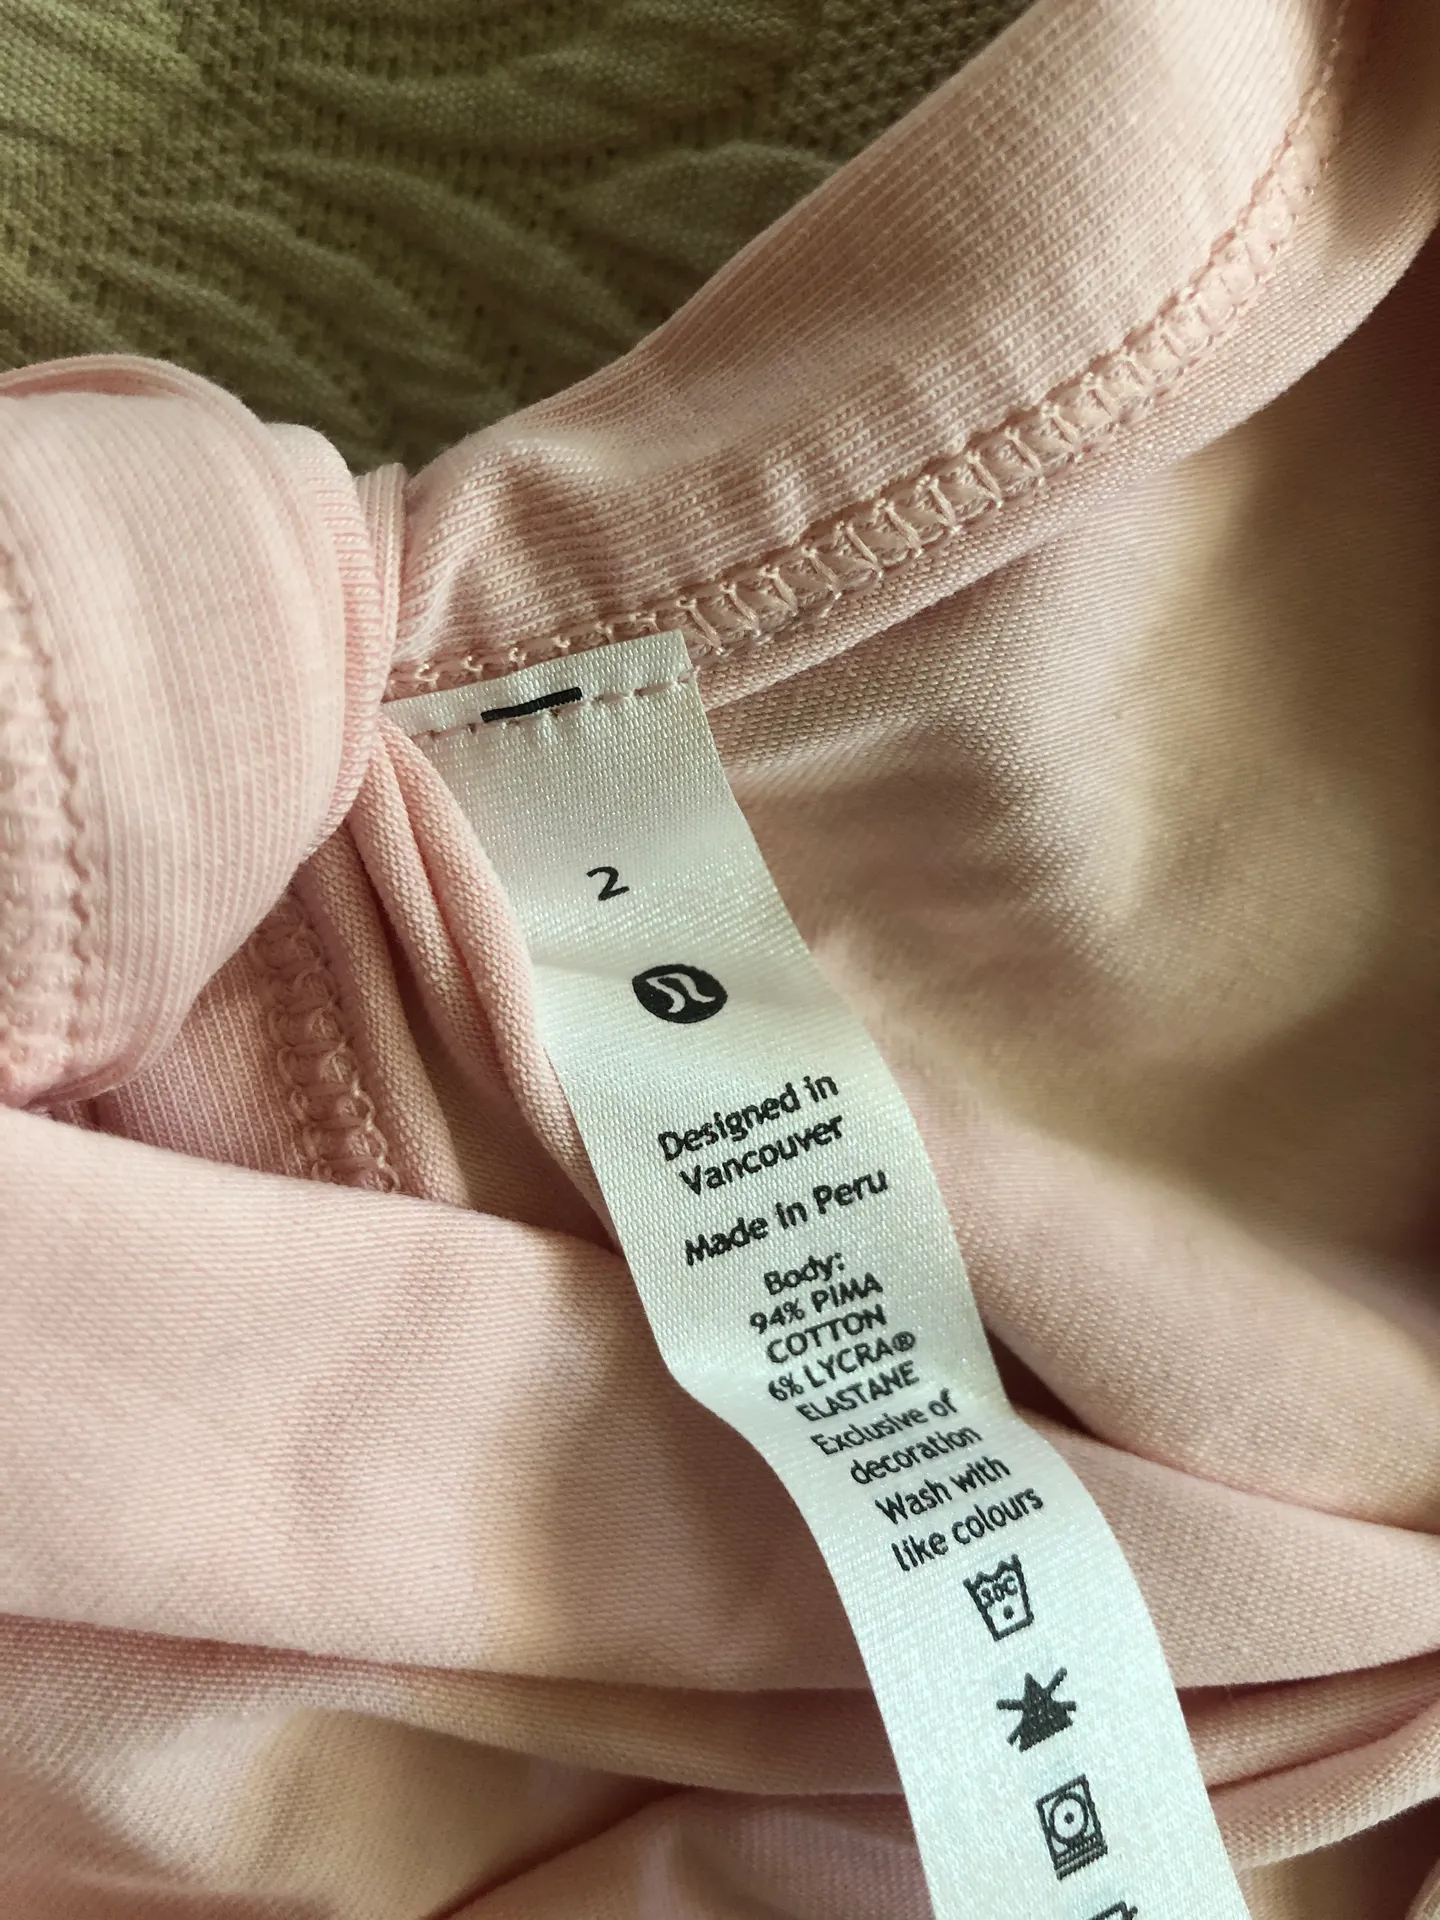 2
Designed in
Vancouver
Made in Peru
Body:
94% PIMA
COTTON
6% LYCRA®
ELASTANE
Exclusive of
decoration
Wash with
like colours
30C